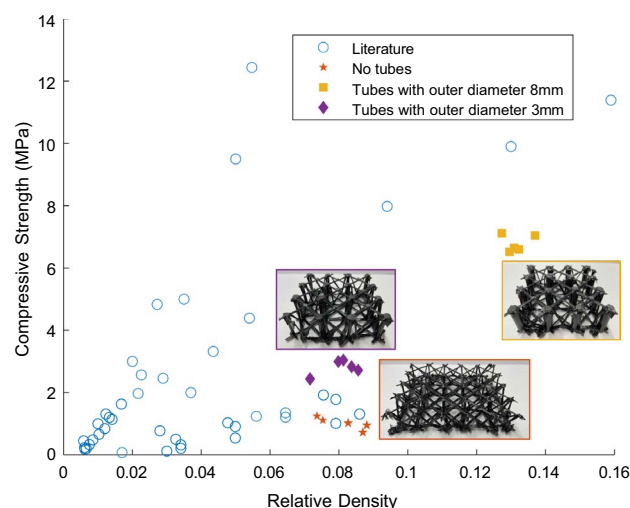 14
12
10
8
6
4
2
0
Compressive Strength (MPa)
Literature
No tubes
Tubes with outer diameter 8mm
Tubes with outer diameter 3mm
0 0.02 0.04 0.06 0.08 0.1 0.12 0.14 0.16
Relative Density